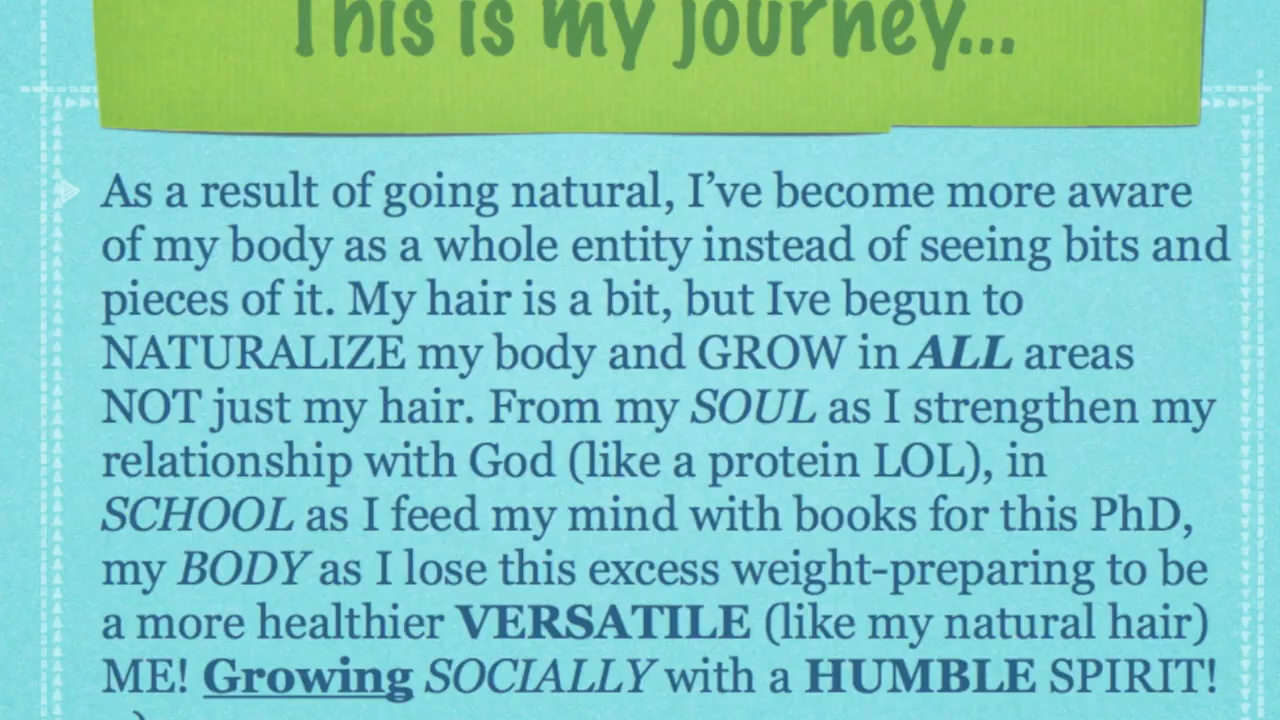 This is my journey...
As a result of going natural, I’ve become more aware
of my body as a whole entity instead of seeing bits and
pieces of it. My hair is a bit, but Ive begun to
NATURALIZE my body and GROW in ALL areas
NOT just my hair. From my SOUL as I strengthen my
relationship with God (like a protein LOL), in
SCHOOL as I feed my mind with books for this PhD,
my BODY as I lose this excess weight-preparing to be
a more healthier VERSATILE (like my natural hair)
ME! Growing SOCIALLY with a HUMBLE SPIRIT!